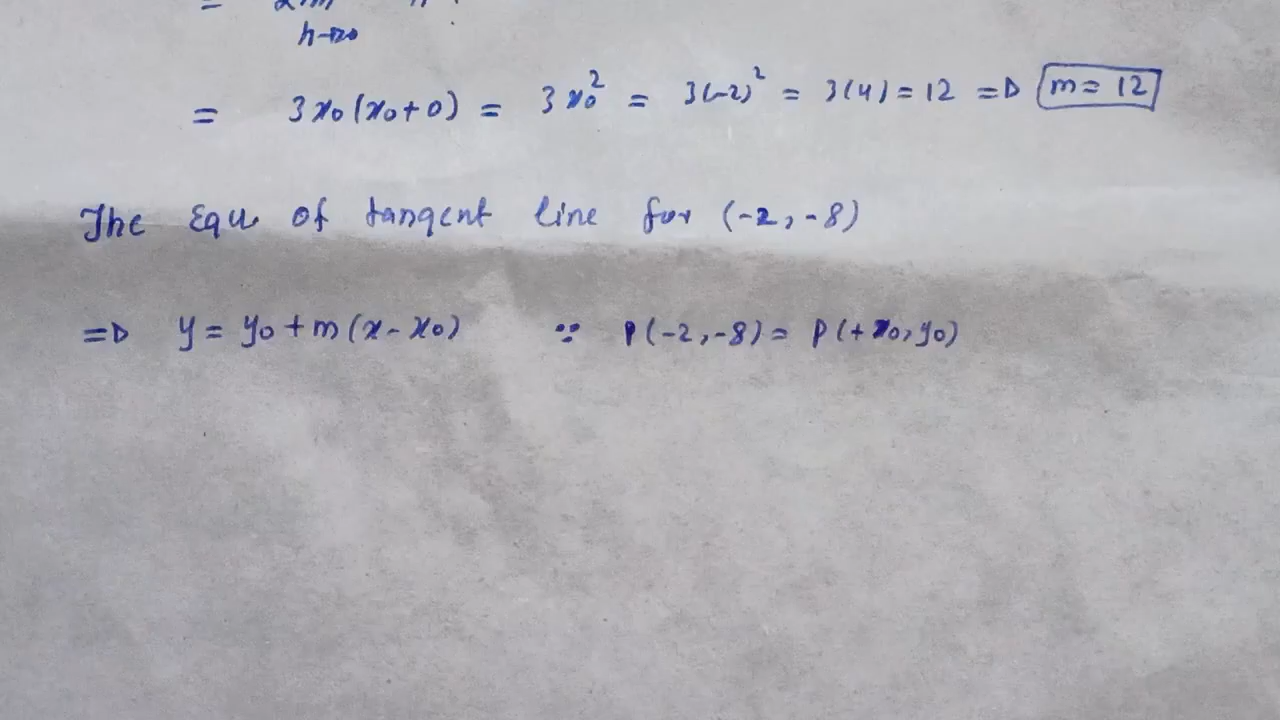 =
h→0
= 3x₀(x₀+0) = 3x₀² = 3(-2)² = 3(4) = 12 ⇒ m = 12
The Equ of tangent line for (-2, -8)
⇒ y = y₀ + m(x - x₀) ∵ P(-2, -8) = P(+x₀, y₀)